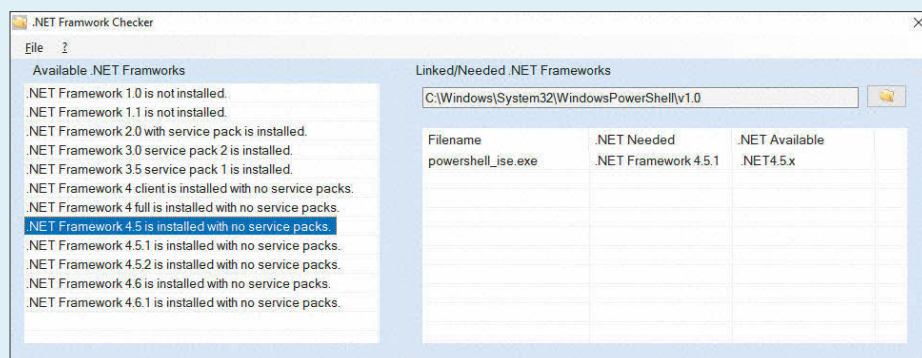 .NET Framwork Checker
File ?
Available .NET Framworks
.NET Framework 1.0 is not installed.
.NET Framework 1.1 is not installed.
.NET Framework 2.0 with service pack is installed.
.NET Framework 3.0 service pack 2 is installed.
.NET Framework 3.5 service pack 1 is installed.
.NET Framework 4 client is installed with no service packs.
.NET Framework 4 full is installed with no service packs.
.NET Framework 4.5 is installed with no service packs.
.NET Framework 4.5.1 is installed with no service packs.
.NET Framework 4.5.2 is installed with no service packs.
.NET Framework 4.6 is installed with no service packs.
.NET Framework 4.6.1 is installed with no service packs.
Linked/Needed .NET Frameworks
C:\Windows\System32\WindowsPowerShell\v1.0
Filename .NET Needed .NET Available
powershell_ise.exe .NET Framework 4.5.1 .NET4.5.x